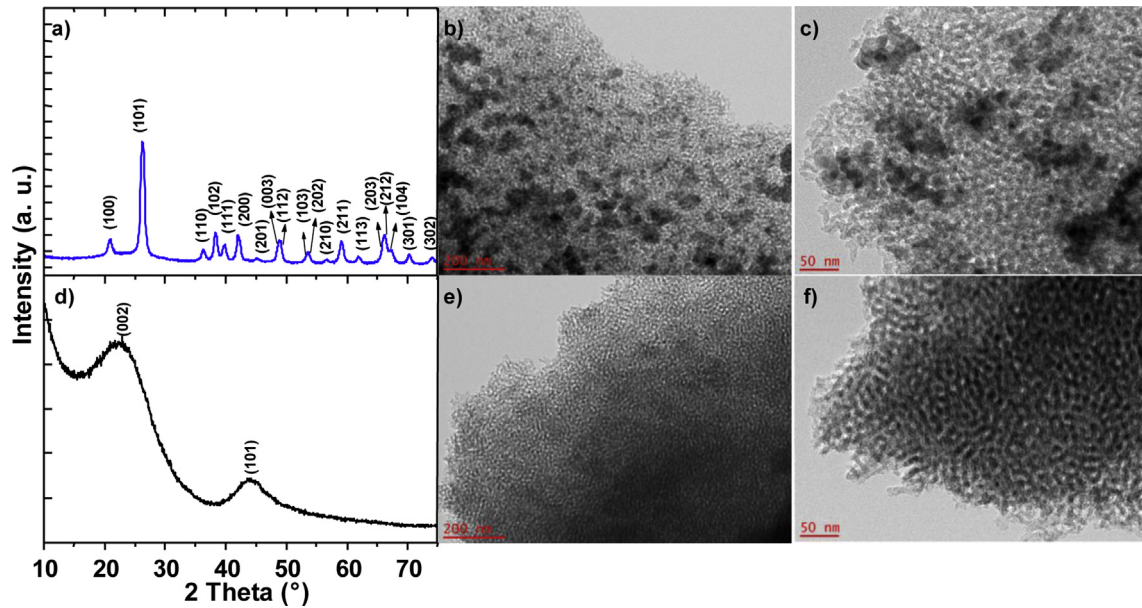 a)
(100)
(101)
(110)
(102)
(111)
(200)
(201)
(003)
(112)
(103)
(202)
(210)
(211)
(113)
(203)
(212)
(104)
(301)
(302)
b)
200 nm
c)
50 nm
d)
(002)
(101)
e)
200 nm
f)
50 nm
Intensity (a. u.)
10 20 30 40 50 60 70
2 Theta (°)